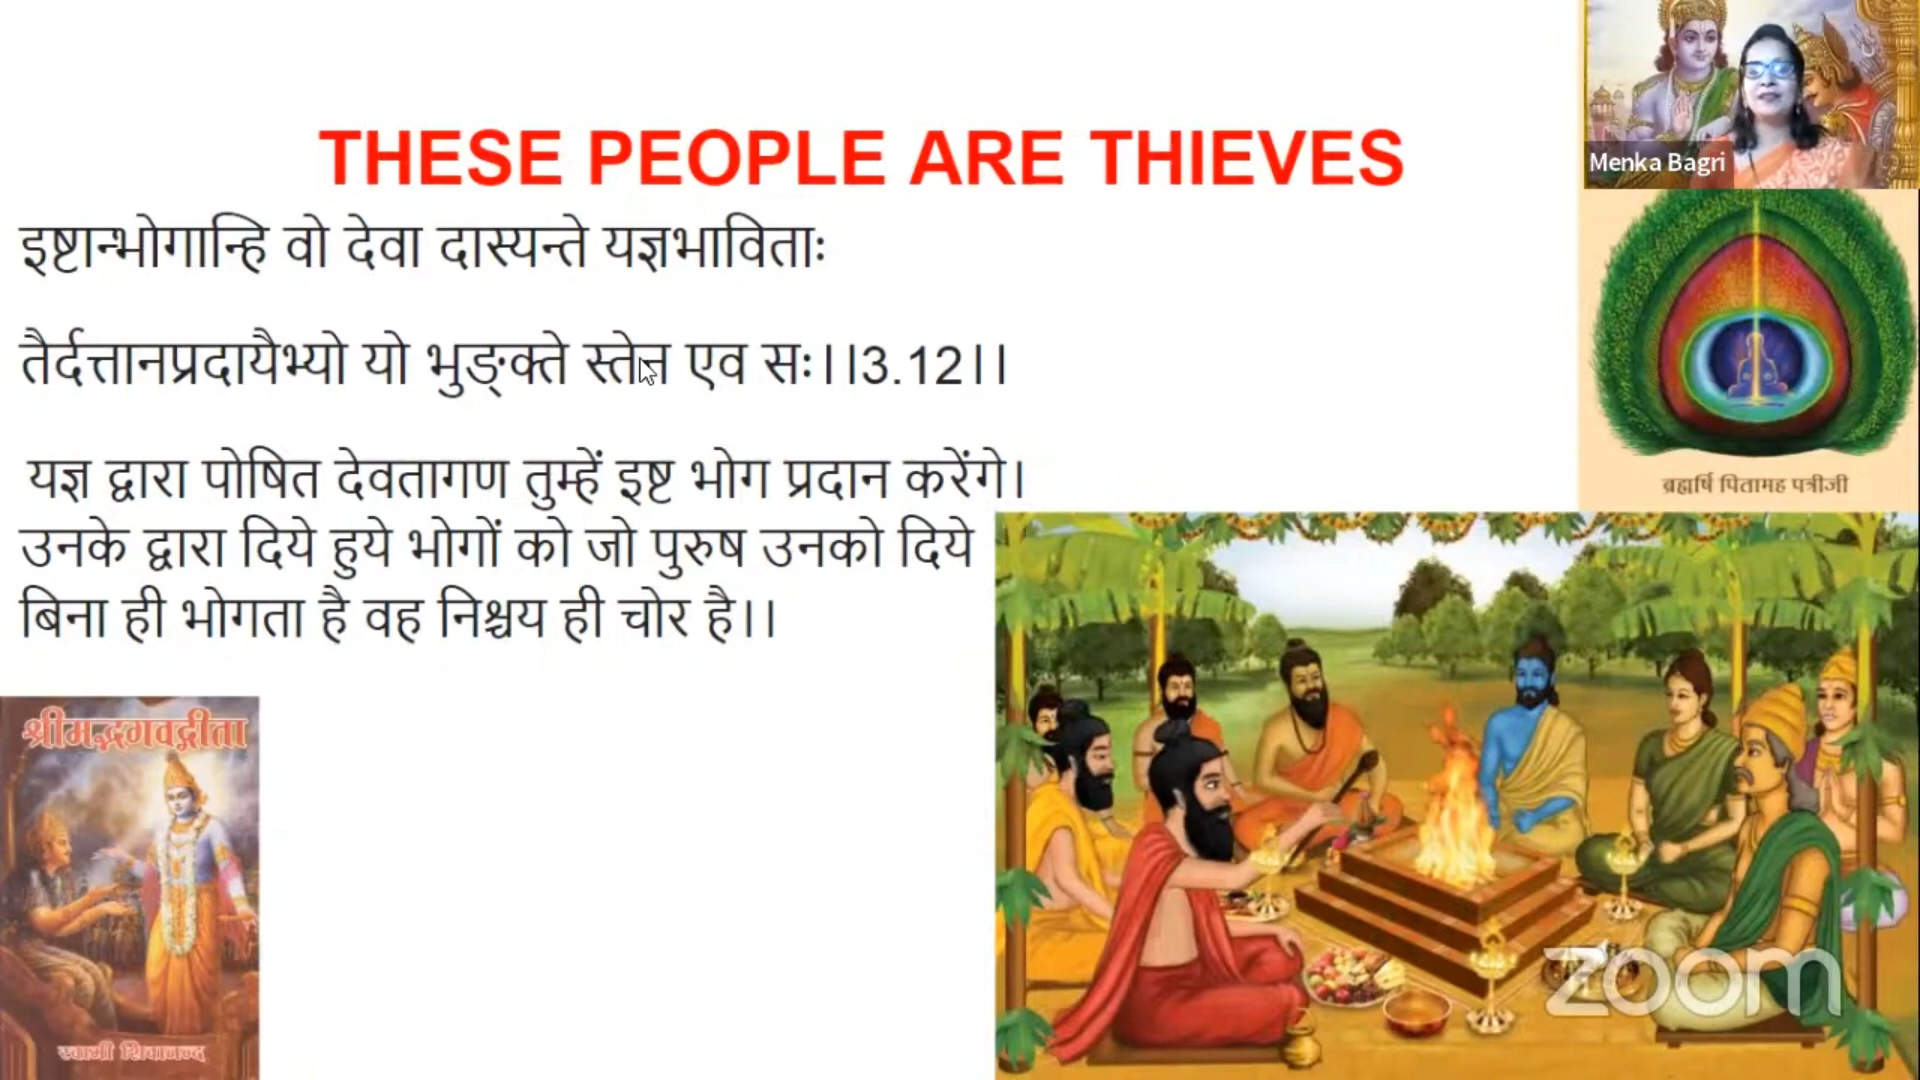 THESE PEOPLE ARE THIEVES
Menka Bagri
इष्टान्भोगान्हि वो देवा दास्यन्ते यज्ञभाविताः
तैर्दत्तानप्रदायैभ्यो यो भुङ्क्ते स्तेन एव सः।।3.12।।
यज्ञ द्वारा पोषित देवतागण तुम्हें इष्ट भोग प्रदान करेंगे।
उनके द्वारा दिये हुये भोगों को जो पुरुष उनको दिये
बिना ही भोगता है वह निश्चय ही चोर है।।
ब्रह्मर्षि पितामह पत्रीजी
श्रीमद्भगवद्गीता
स्वामी शिवानन्द
zoom